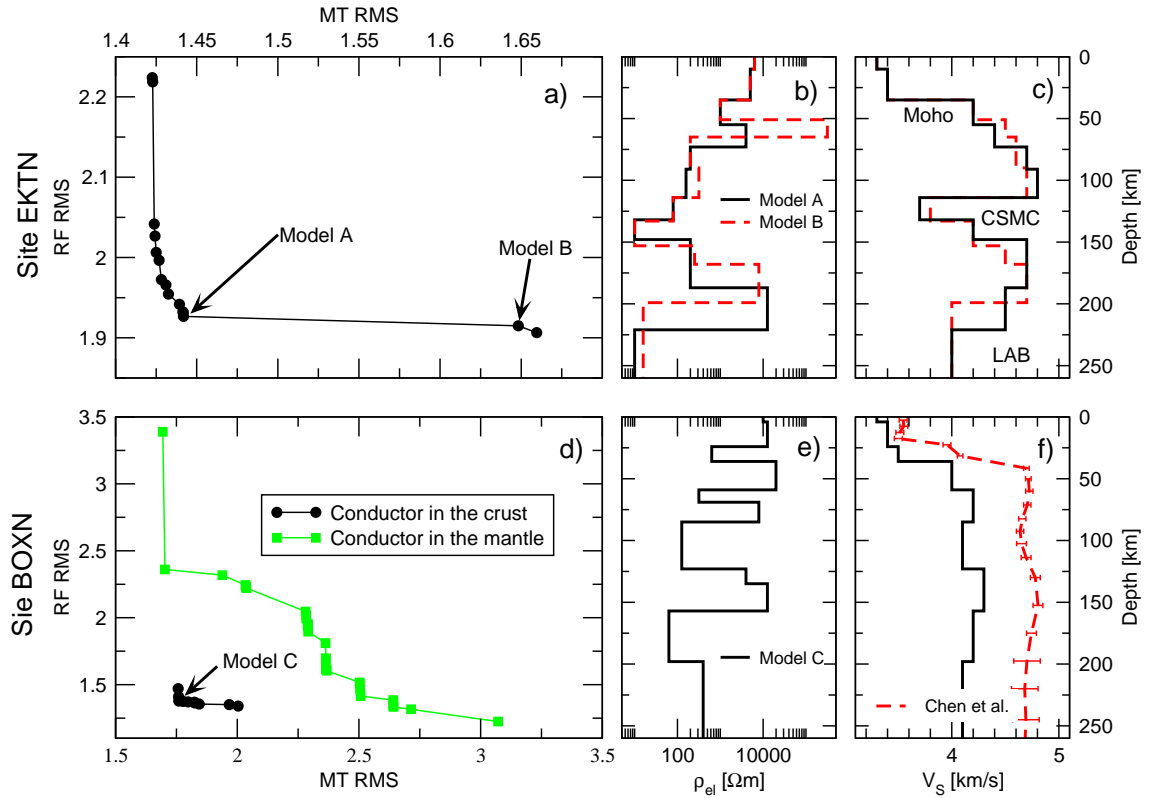 MT RMS
1.4 1.45 1.5 1.55 1.6 1.65
Site EKTN
RF RMS
2.2
2.1
2
1.9
a)
Model A
Model B
b)
Model A
Model B
c)
Moho
CSMC
LAB
0
50
100
150
200
250
Depth [km]
Sie BOXN
RF RMS
3.5
3
2.5
2
1.5
1
d)
Conductor in the crust
Conductor in the mantle
Model C
1.5 2 2.5 3 3.5
MT RMS
e)
Model C
100 10000
ρel [Ωm]
f)
Chen et al.
4 5
VS [km/s]
0
50
100
150
200
250
Depth [km]